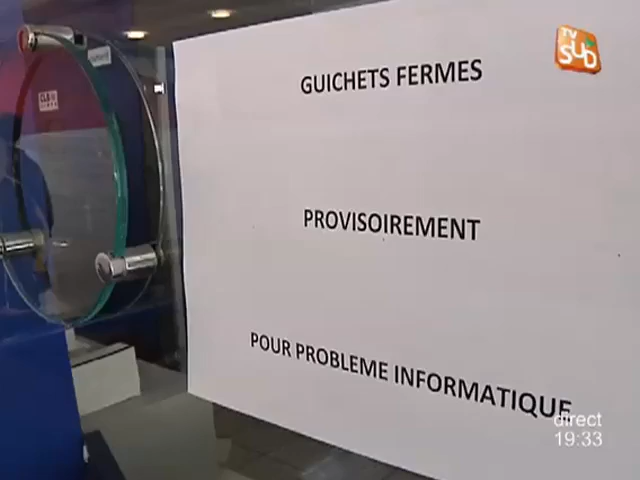 TV
SUD
GUICHETS FERMES
PROVISOIREMENT
POUR PROBLEME INFORMATIQUE
direct
19:33